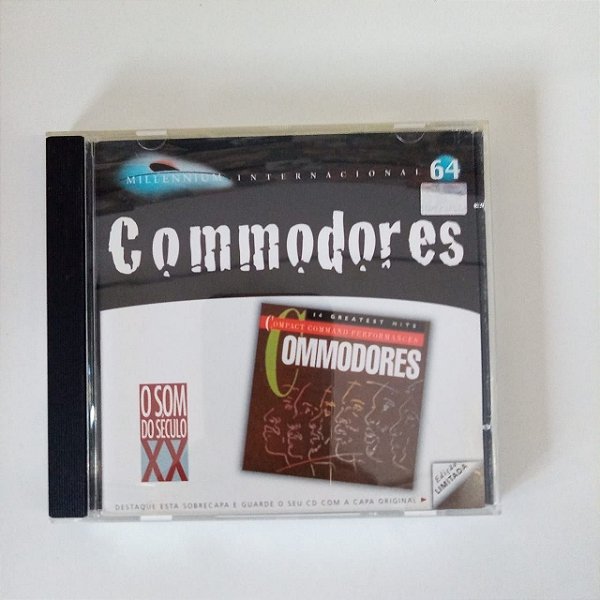 MILLENNIUM INTERNACIONAL 64
Commodores
14 GREATEST HITS
COMPACT COMMAND PERFORMANCES
COMMODORES
O SOM
DO SÉCULO
XX
Edição
LIMITADA
DESTAQUE ESTA SOBRECAPA E GUARDE O SEU CD COM A CAPA ORIGINAL